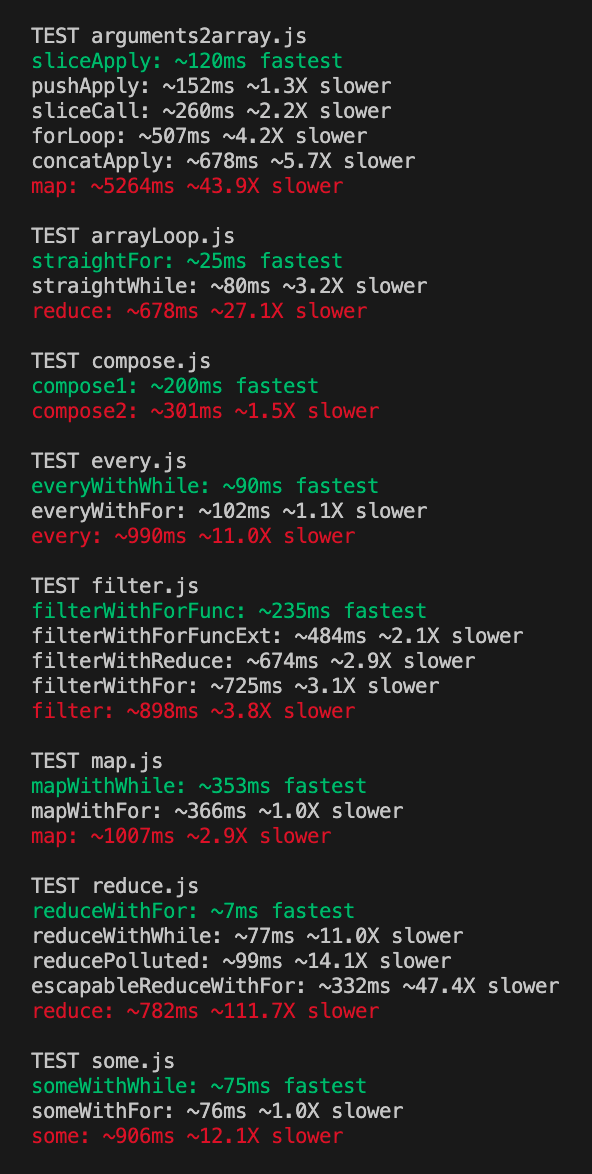 TEST arguments2array.js
sliceApply: ~120ms fastest
pushApply: ~152ms ~1.3X slower
sliceCall: ~260ms ~2.2X slower
forLoop: ~507ms ~4.2X slower
concatApply: ~678ms ~5.7X slower
map: ~5264ms ~43.9X slower
TEST arrayLoop.js
straightFor: ~25ms fastest
straightWhile: ~80ms ~3.2X slower
reduce: ~678ms ~27.1X slower
TEST compose.js
compose1: ~200ms fastest
compose2: ~301ms ~1.5X slower
TEST every.js
everyWithWhile: ~90ms fastest
everyWithFor: ~102ms ~1.1X slower
every: ~990ms ~11.0X slower
TEST filter.js
filterWithForFunc: ~235ms fastest
filterWithForFuncExt: ~484ms ~2.1X slower
filterWithReduce: ~674ms ~2.9X slower
filterWithFor: ~725ms ~3.1X slower
filter: ~898ms ~3.8X slower
TEST map.js
mapWithWhile: ~353ms fastest
mapWithFor: ~366ms ~1.0X slower
map: ~1007ms ~2.9X slower
TEST reduce.js
reduceWithFor: ~7ms fastest
reduceWithWhile: ~77ms ~11.0X slower
reducePolluted: ~99ms ~14.1X slower
escapableReduceWithFor: ~332ms ~47.4X slower
reduce: ~782ms ~111.7X slower
TEST some.js
someWithWhile: ~75ms fastest
someWithFor: ~76ms ~1.0X slower
some: ~906ms ~12.1X slower